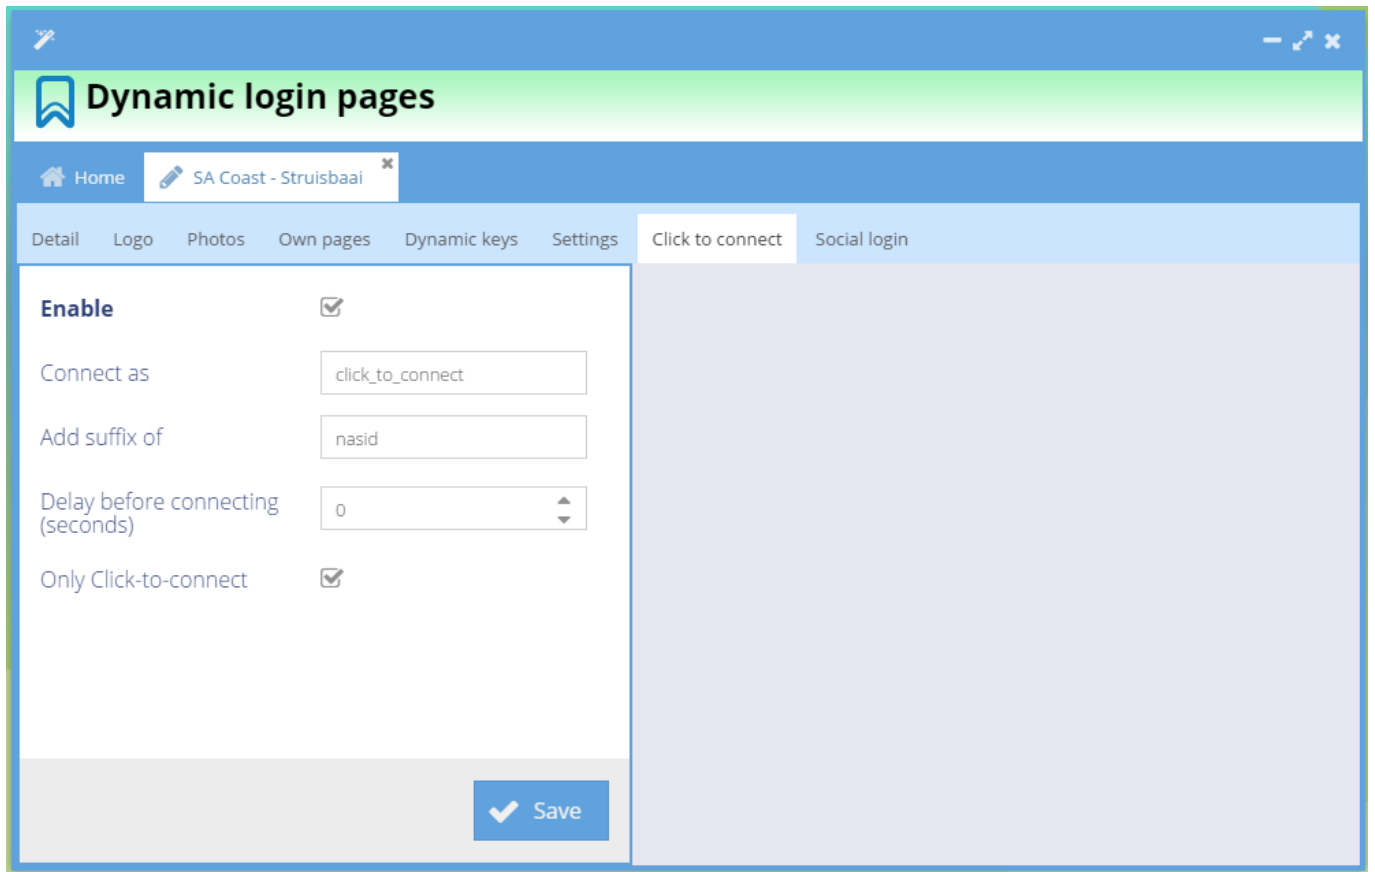 Dynamic login pages
Home SA Coast - Struisbaai
Detail Logo Photos Own pages Dynamic keys Settings Click to connect Social login
Enable
Connect as click_to_connect
Add suffix of nasid
Delay before connecting
(seconds) 0
Only Click-to-connect
Save